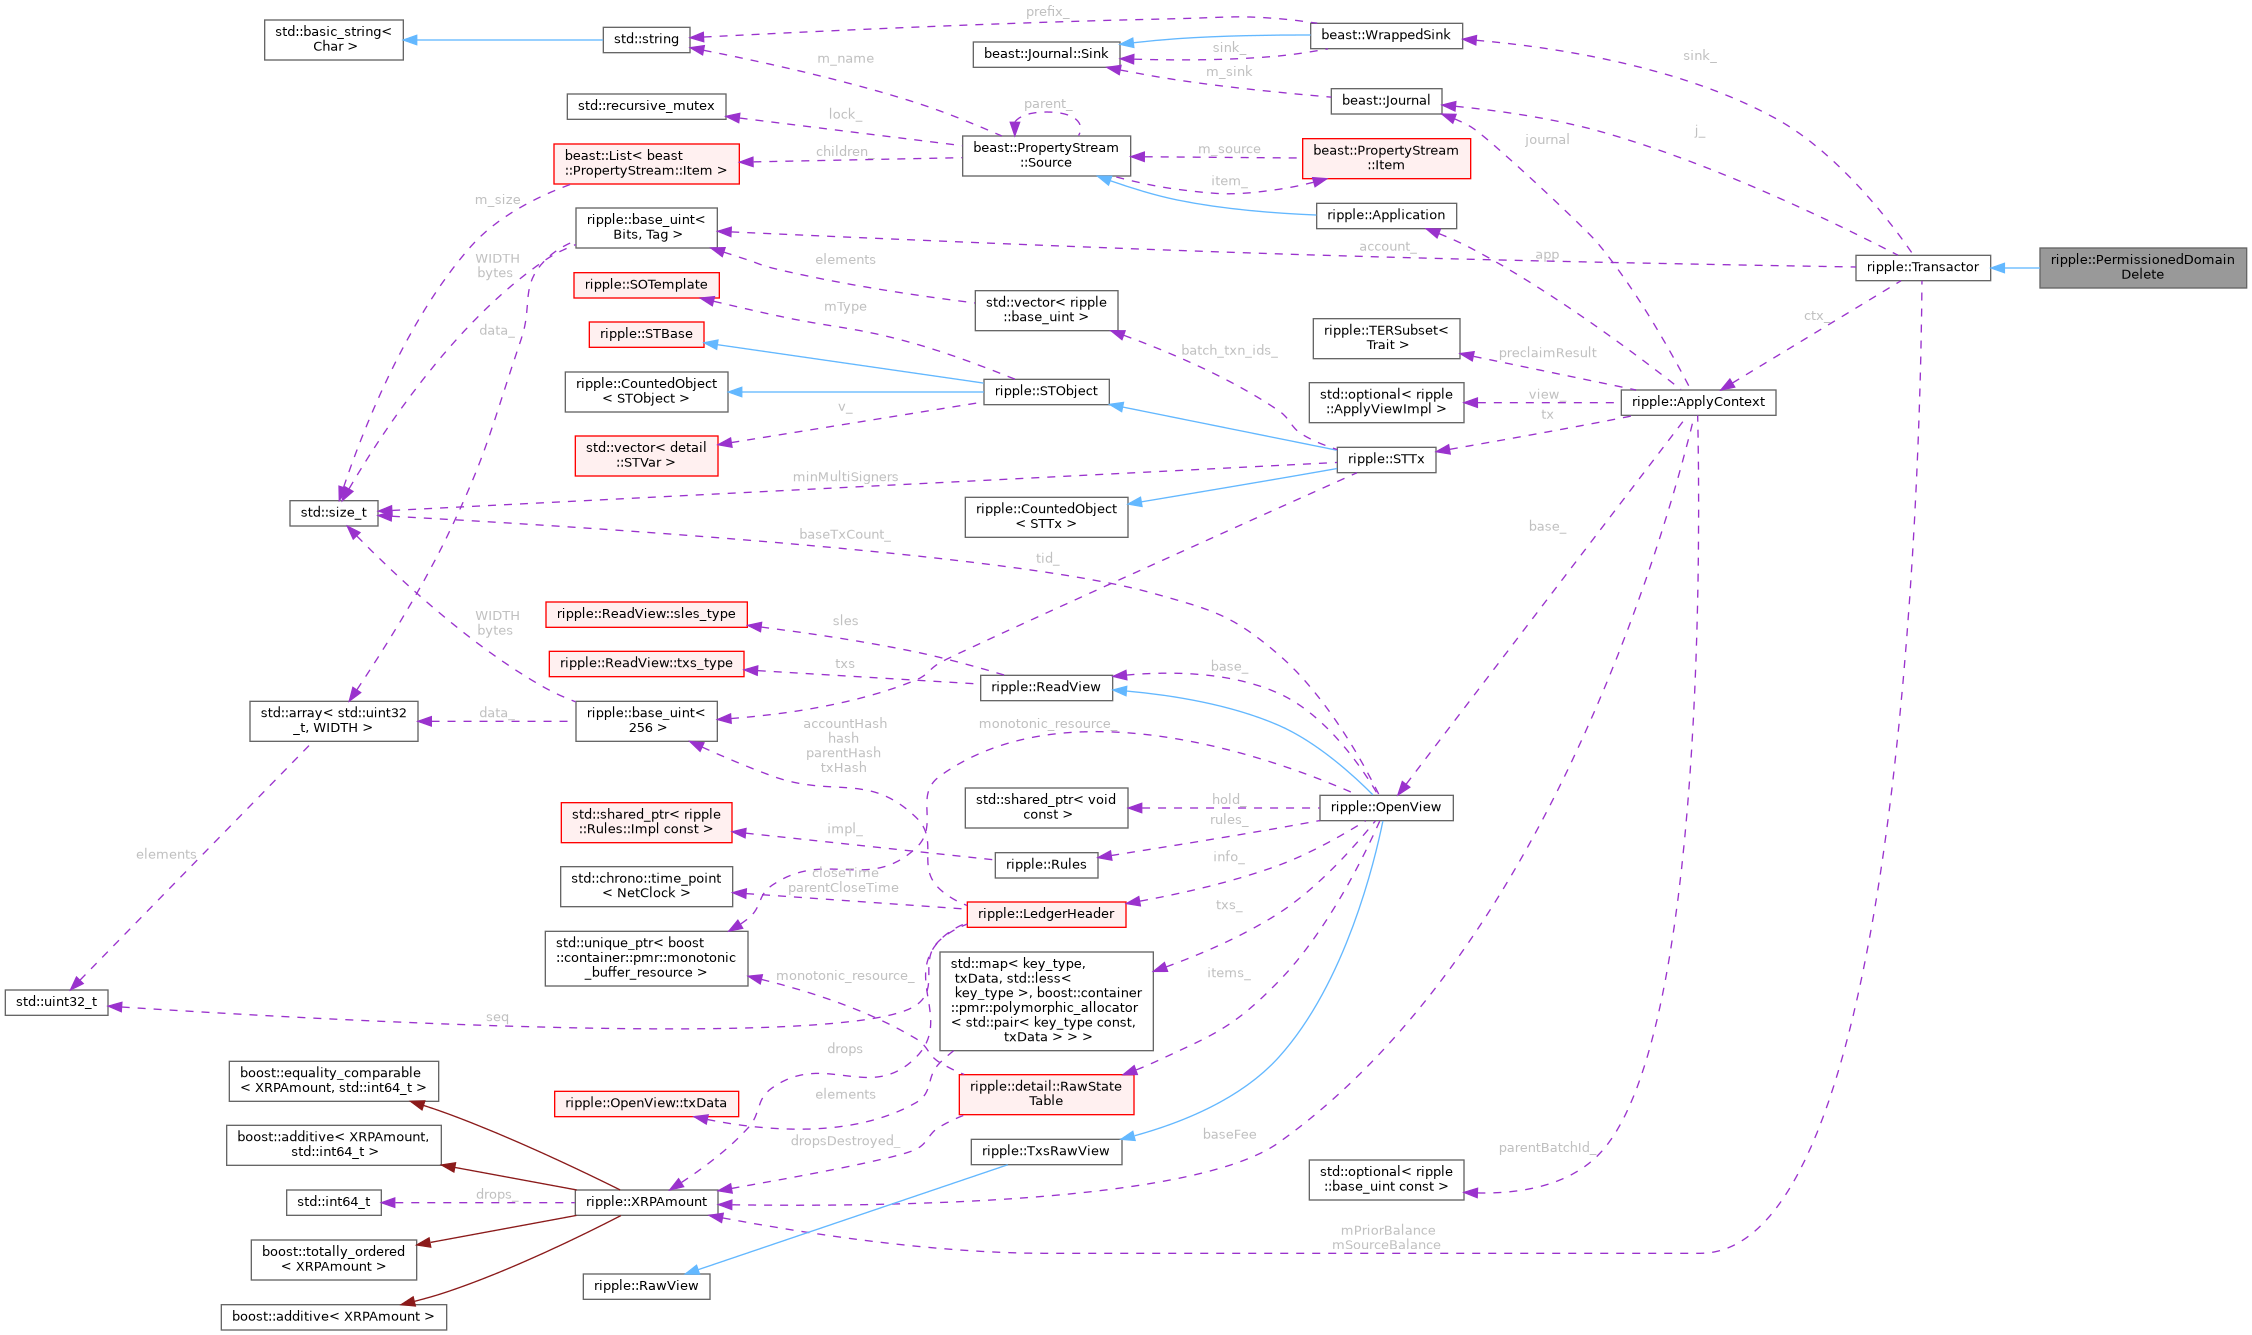 std::basic_string<
Char >
std::string
prefix_
beast::Journal::Sink
beast::WrappedSink
sink_
sink_
m_name
m_sink
std::recursive_mutex
lock_
parent_
beast::Journal
journal
j_
beast::List< beast
::PropertyStream::Item >
children_
beast::PropertyStream
::Source
m_source
item_
beast::PropertyStream
::Item
m_size
ripple::base_uint<
Bits, Tag >
ripple::Application
account_
app
ripple::Transactor
ripple::PermissionedDomain
Delete
WIDTH
bytes
elements
ripple::SOTemplate
mType
std::vector< ripple
::base_uint >
ctx_
data_
ripple::STBase
ripple::TERSubset<
Trait >
preclaimResult
batch_txn_ids_
ripple::CountedObject
< STObject >
ripple::STObject
std::optional< ripple
::ApplyViewImpl >
view_
ripple::ApplyContext
v_
tx
std::vector< detail
::STVar >
ripple::STTx
minMultiSigners
std::size_t
ripple::CountedObject
< STTx >
baseTxCount_
base_
tid_
WIDTH
bytes
ripple::ReadView::sles_type
sles
ripple::ReadView::txs_type
txs
ripple::ReadView
base_
std::array< std::uint32
_t, WIDTH >
data_
ripple::base_uint<
256 >
accountHash
hash
parentHash
txHash
monotonic_resource_
std::shared_ptr< void
const >
hold_
ripple::OpenView
rules_
std::shared_ptr< ripple
::Rules::Impl const >
impl_
ripple::Rules
elements
info_
std::chrono::time_point
< NetClock >
closeTime
parentCloseTime
ripple::LedgerHeader
txs_
std::unique_ptr< boost
::container::pmr::monotonic
_buffer_resource >
monotonic_resource_
std::map< key_type,
txData, std::less<
key_type >, boost::container
::pmr::polymorphic_allocator
< std::pair< key_type const,
txData > > >
items_
std::uint32_t
seq
drops
boost::equality_comparable
< XRPAmount, std::int64_t >
ripple::OpenView::txData
elements
ripple::detail::RawState
Table
boost::additive< XRPAmount,
std::int64_t >
dropsDestroyed_
ripple::TxsRawView
baseFee
parentBatchId_
std::int64_t
drops_
ripple::XRPAmount
std::optional< ripple
::base_uint const >
boost::totally_ordered
< XRPAmount >
mPriorBalance
mSourceBalance
ripple::RawView
boost::additive< XRPAmount >